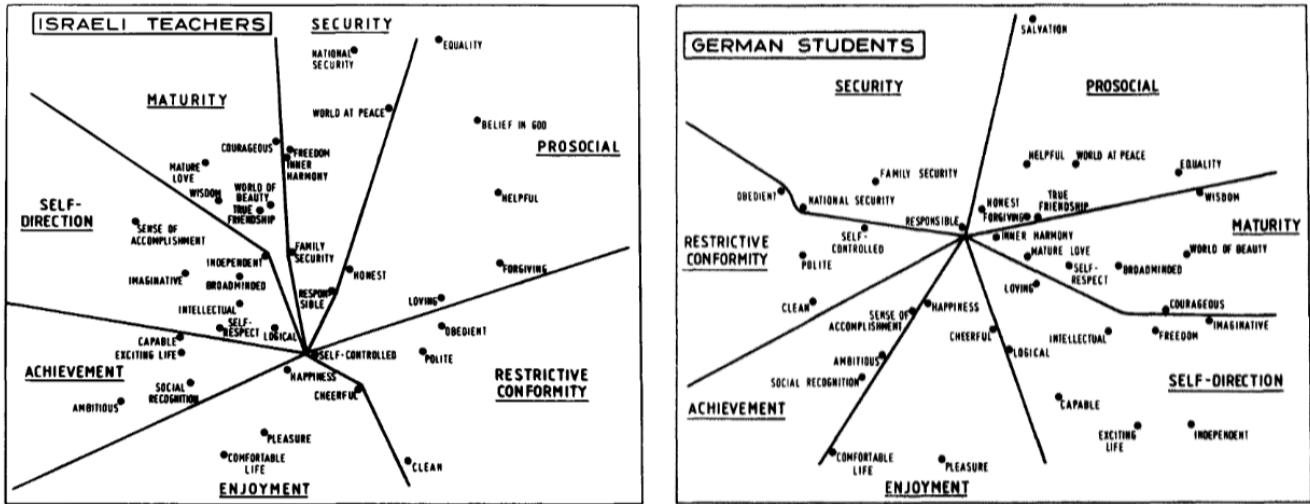 ISRAELI TEACHERS
SECURITY
NATIONAL
SECURITY
EQUALITY
MATURITY
WORLD AT PEACE
BELIEF IN GOD
COURAGEOUS
FREEDOM
INNER
HARMONY
PROSOCIAL
MATURE
LOVE
WISDOM
WORLD OF
BEAUTY
TRUE
FRIENDSHIP
HELPFUL
SELF-
DIRECTION
SENSE OF
ACCOMPLISHMENT
INDEPENDENT
FAMILY
SECURITY
IMAGINATIVE
BROADMINDED
HONEST
FORGIVING
INTELLECTUAL
RESPON
SIBLE
LOVING
SELF-
RESPECT
LOGICAL
OBEDIENT
CAPABLE
EXCITING LIFE
SELF-CONTROLLED
POLITE
ACHIEVEMENT
SOCIAL
RECOGNITION
HAPPINESS
CHEERFUL
RESTRICTIVE
CONFORMITY
AMBITIOUS
PLEASURE
COMFORTABLE
LIFE
CLEAN
ENJOYMENT
GERMAN STUDENTS
SALVATION
SECURITY
PROSOCIAL
HELPFUL
WORLD AT PEACE
EQUALITY
OBEDIENT
FAMILY SECURITY
NATIONAL SECURITY
HONEST
FORGIVING
TRUE
FRIENDSHIP
WISDOM
RESPONSIBLE
SELF-
CONTROLLED
INNER HARMONY
MATURITY
RESTRICTIVE
CONFORMITY
POLITE
MATURE LOVE
WORLD OF BEAUTY
SELF-
RESPECT
BROADMINDED
LOVING
CLEAN
HAPPINESS
SENSE OF
ACCOMPLISHMENT
COURAGEOUS
IMAGINATIVE
CHEERFUL
INTELLECTUAL
FREEDOM
AMBITIOUS
LOGICAL
SOCIAL RECOGNITION
SELF-DIRECTION
ACHIEVEMENT
CAPABLE
EXCITING
LIFE
INDEPENDENT
COMFORTABLE
LIFE
PLEASURE
ENJOYMENT